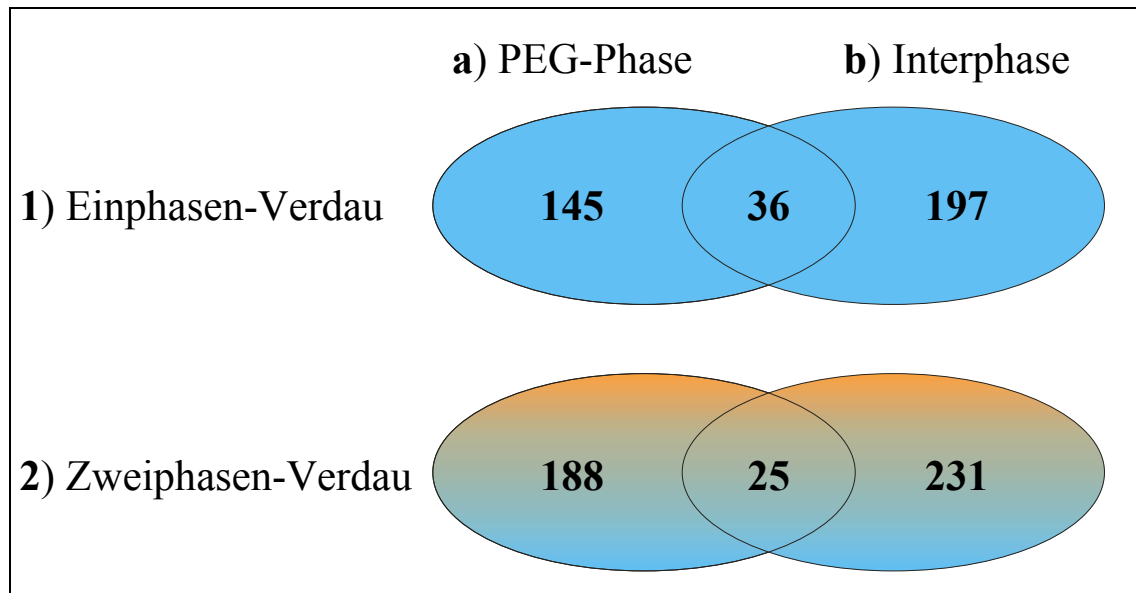 a) PEG-Phase b) Interphase
1) Einphasen-Verdau 145 36 197
2) Zweiphasen-Verdau 188 25 231